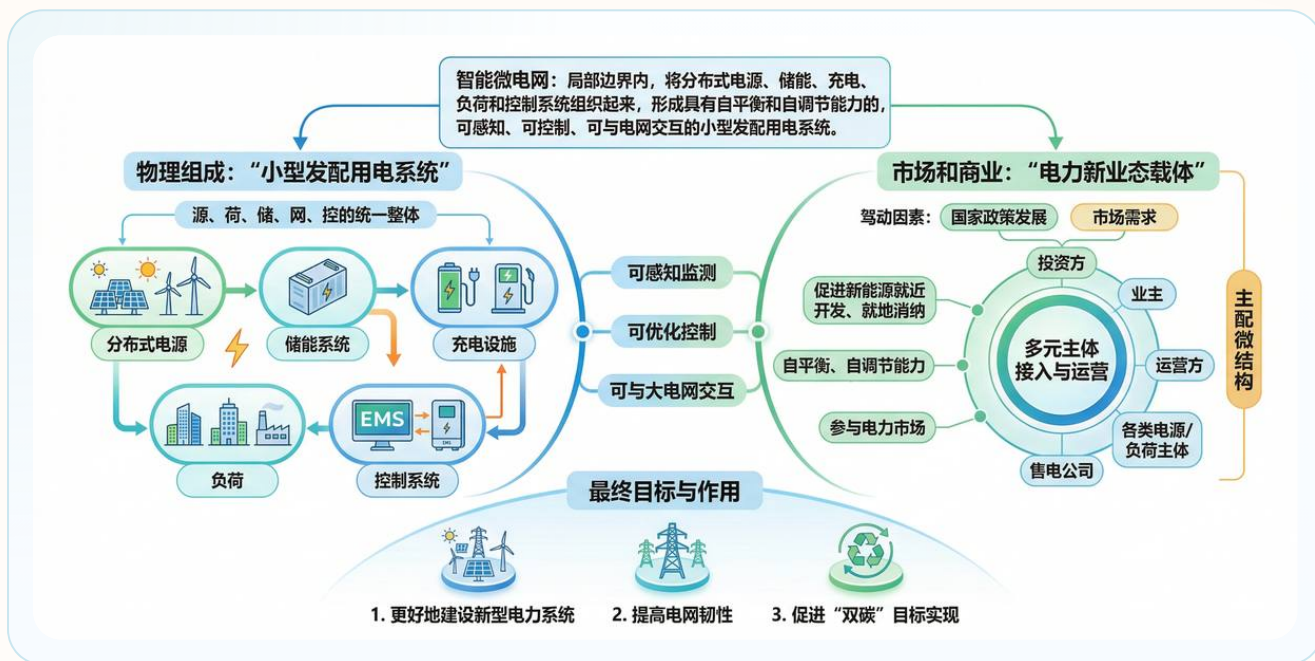 智能微电网：局部边界内，将分布式电源、储能、充电、
负荷和控制系统组织起来，形成具有自平衡和自调节能力的，
可感知、可控制、可与电网交互的小型发配用电系统。
物理组成：“小型发配用电系统”
源、荷、储、网、控的统一整体
分布式电源
储能系统
充电设施
EMS
负荷
控制系统
可感知监测
可优化控制
可与大电网交互
市场和商业：“电力新业态载体”
驾动因素：
国家政策发展
市场需求
投资方
业主
运营方
各类电源/
负荷主体
售电公司
多元主体
接入与运营
促进新能源就近
开发、就地消纳
自平衡、自调节能力
参与电力市场
主配微结构
最终目标与作用
1. 更好地建设新型电力系统
2. 提高电网韧性
3. 促进“双碳”目标实现